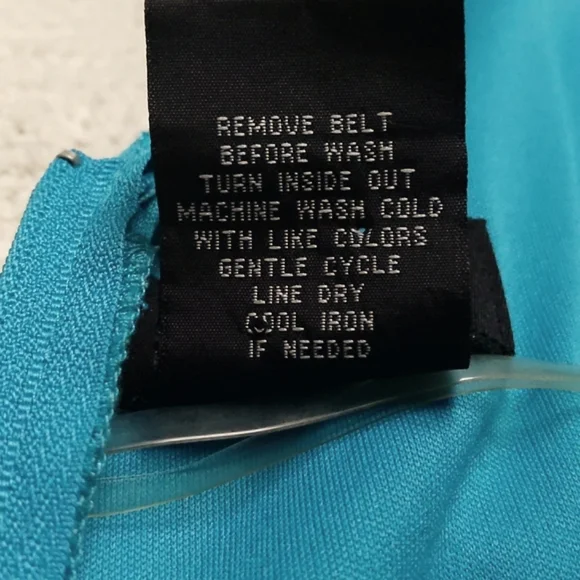 REMOVE BELT
BEFORE WASH
TURN INSIDE OUT
MACHINE WASH COLD
WITH LIKE COLORS
GENTLE CYCLE
LINE DRY
COOL IRON
IF NEEDED